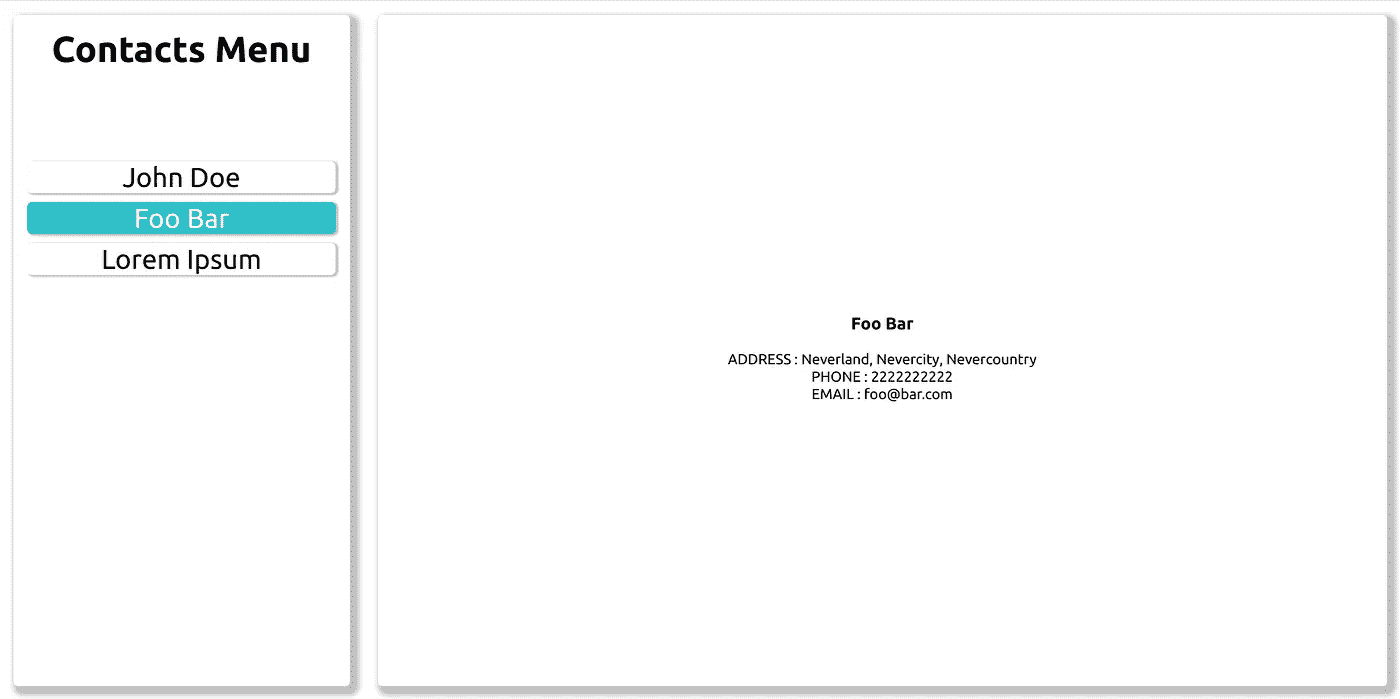 Contacts Menu
John Doe
Foo Bar
Lorem Ipsum
Foo Bar
ADDRESS : Neverland, Nevercity, Nevercountry
PHONE : 2222222222
EMAIL : foo@bar.com